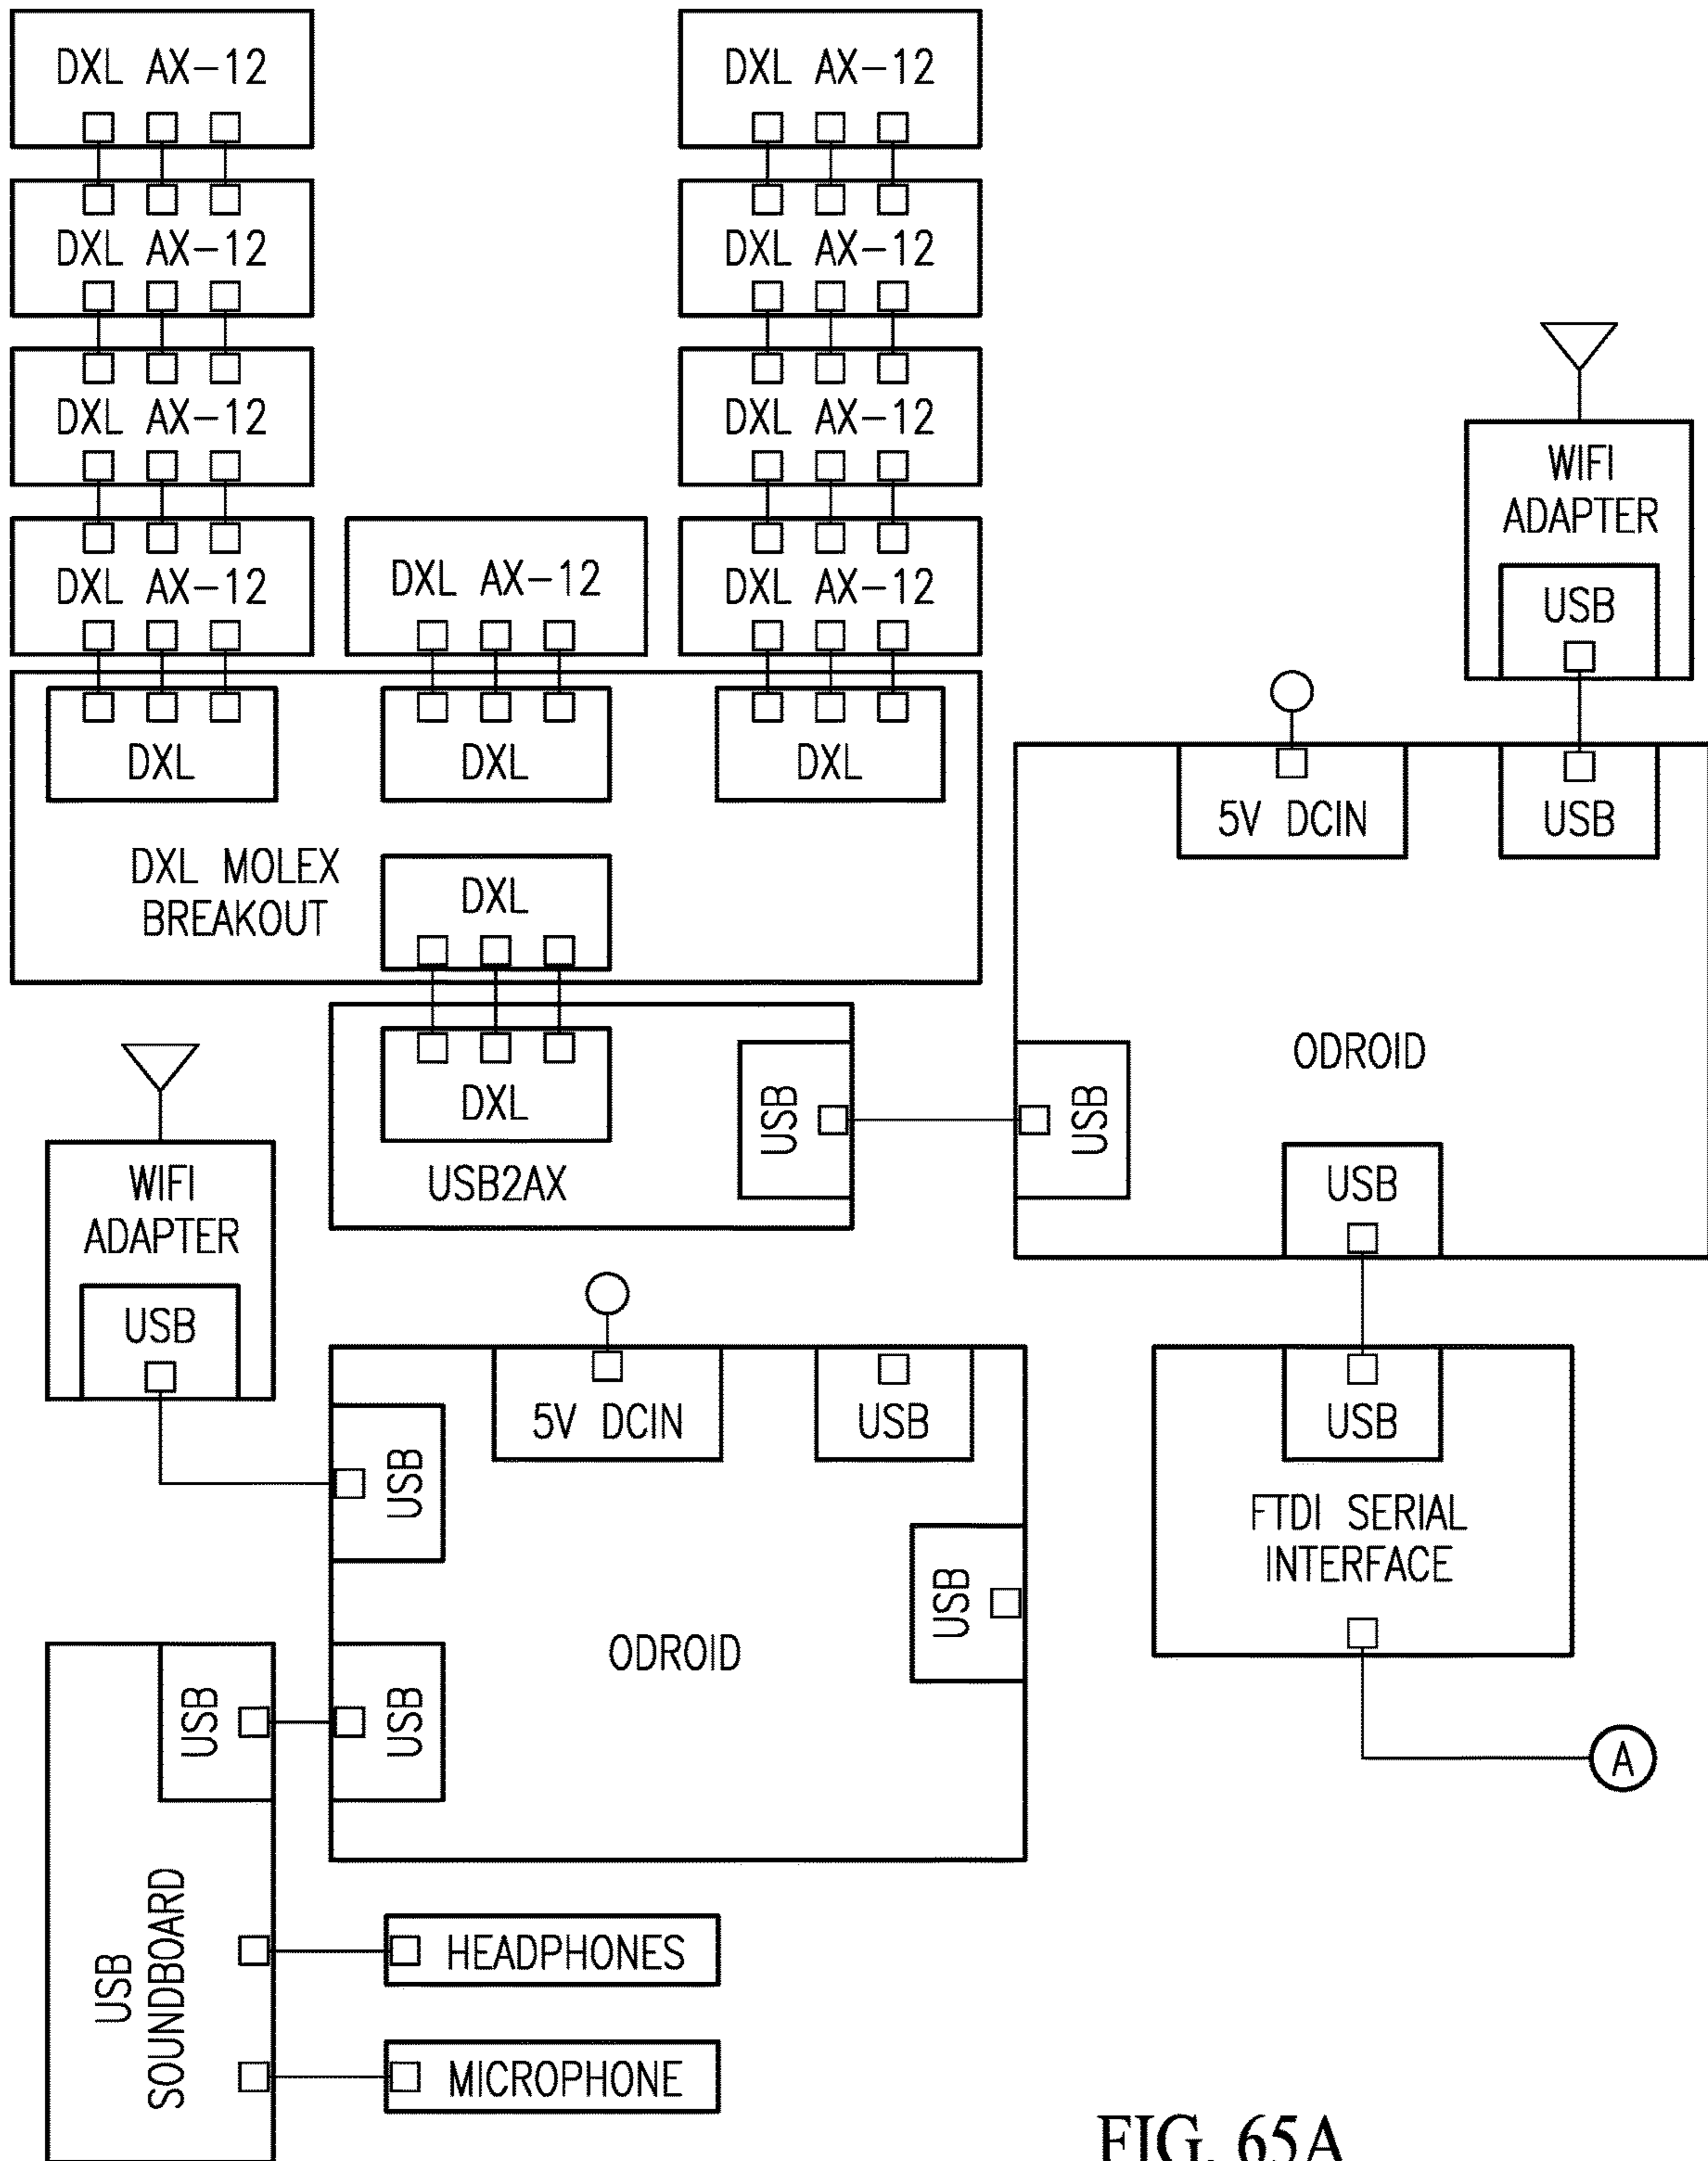 DXL AX-12
DXL AX-12
DXL AX-12
DXL AX-12
DXL AX-12
DXL AX-12
WIFI
ADAPTER
USB
DXL AX-12
DXL AX-12
DXL AX-12
DXL
DXL
DXL
5V DCIN
USB
DXL MOLEX
BREAKOUT
DXL
ODROID
DXL
USB
USB
USB2AX
USB
WIFI
ADAPTER
USB
5V DCIN
USB
USB
USB
FTDI SERIAL
INTERFACE
USB
ODROID
USB
USB
A
USB
SOUNDBOARD
HEADPHONES
MICROPHONE
FIG. 65A